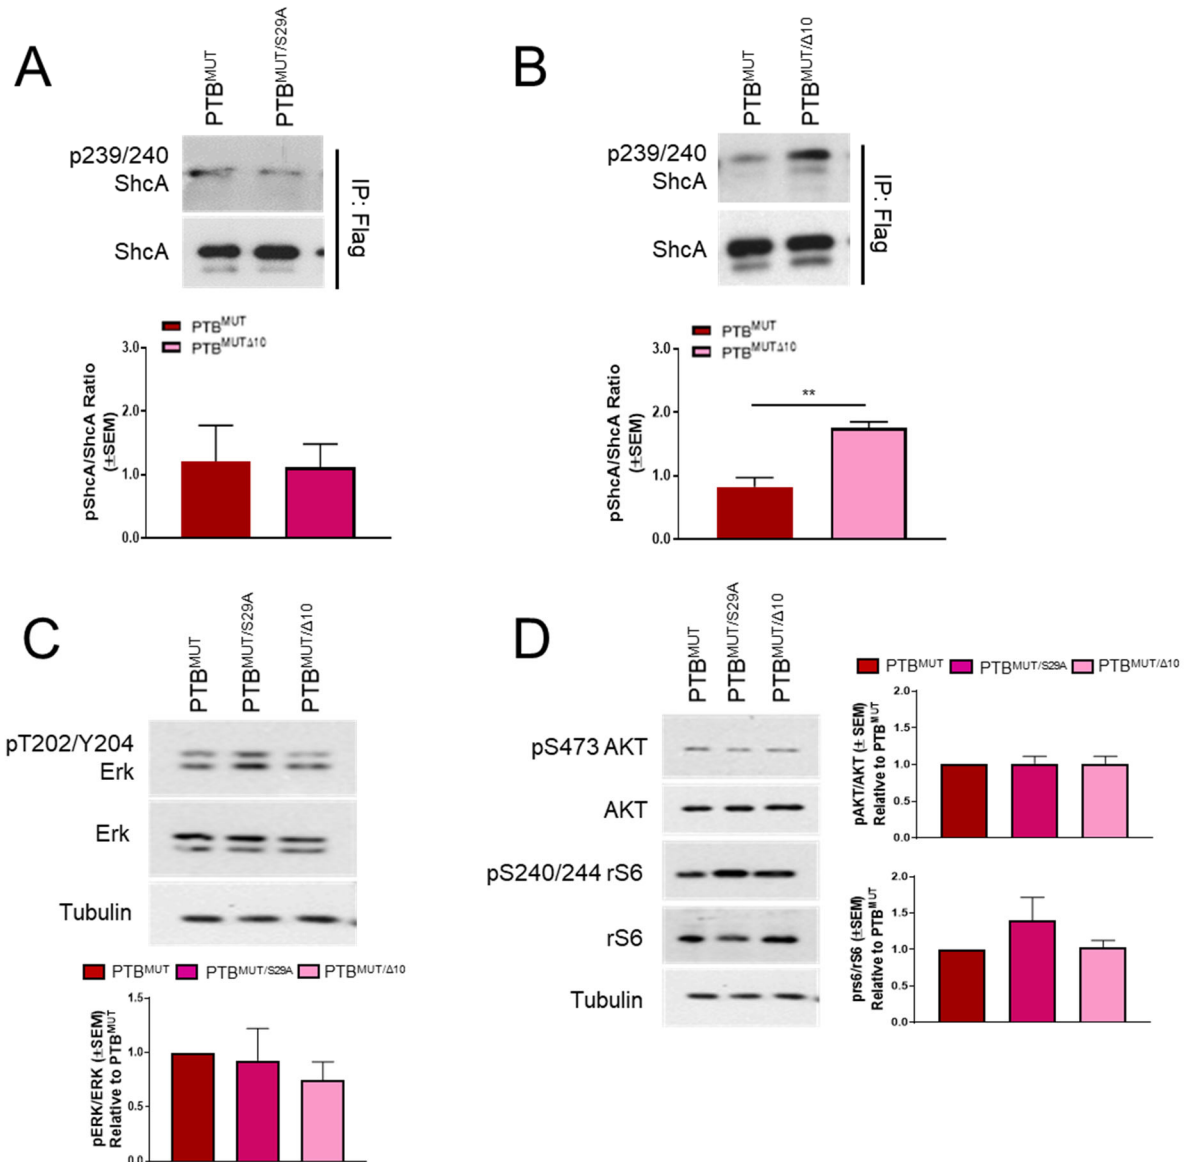 A
PTBMUT
PTBMUT/S29A
p239/240
ShcA
ShcA
IP: Flag
PTBMUT
PTBMUTΔ10
pShcA/ShcA Ratio
(±SEM)
3.0
2.0
1.0
0.0
B
PTBMUT
PTBMUT/Δ10
p239/240
ShcA
ShcA
IP: Flag
PTBMUT
PTBMUTΔ10
pShcA/ShcA Ratio
(±SEM)
3.0
2.0
1.0
0.0
**
C
PTBMUT
PTBMUT/S29A
PTBMUT/Δ10
pT202/Y204
Erk
Erk
Tubulin
PTBMUT PTBMUT/S29A PTBMUT/Δ10
pERK/ERK (±SEM)
Relative to PTBMUT
1.5
1.0
0.5
0.0
D
PTBMUT
PTBMUT/S29A
PTBMUT/Δ10
pS473 AKT
AKT
pS240/244 rS6
rS6
Tubulin
PTBMUT PTBMUT/S29A PTBMUT/Δ10
pAKT/AKT (± SEM)
Relative to PTBMUT
2.0
1.5
1.0
0.5
0.0
prs6/rS6 (±SEM)
Relative to PTBMUT
2.0
1.5
1.0
0.5
0.0